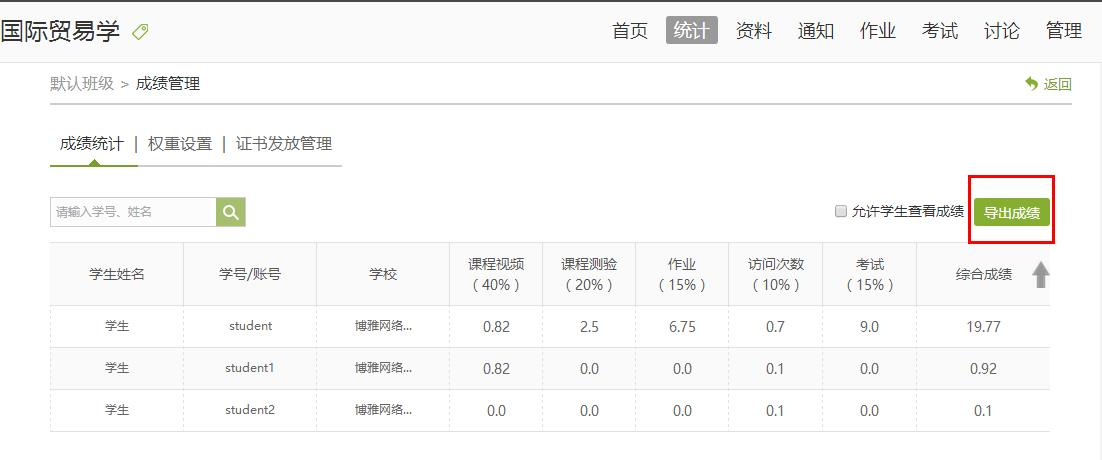 国际贸易学
首页 统计 资料 通知 作业 考试 讨论 管理
默认班级 > 成绩管理
返回
成绩统计 | 权重设置 | 证书发放管理
请输入学号、姓名
允许学生查看成绩 导出成绩
学生姓名 学号/账号 学校 课程视频（40%） 课程测验（20%） 作业（15%） 访问次数（10%） 考试（15%） 综合成绩
学生 student 博雅网络... 0.82 2.5 6.75 0.7 9.0 19.77
学生 student1 博雅网络... 0.82 0.0 0.0 0.1 0.0 0.92
学生 student2 博雅网络... 0.0 0.0 0.0 0.1 0.0 0.1